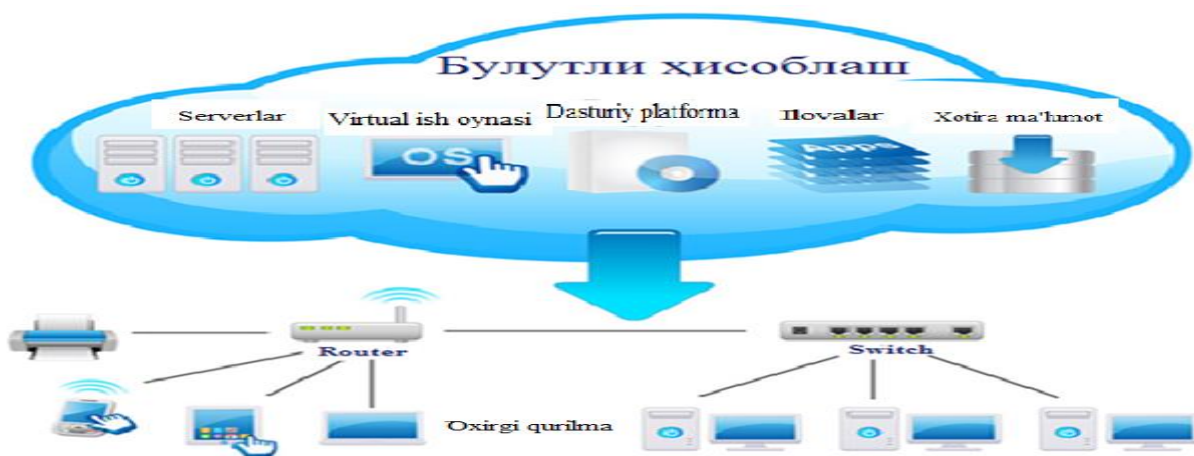 Булутли ҳисоблаш
Serverlar
Virtual ish oynasi
Dasturiy platforma
Ilovalar
Xotira ma'lumot
OS
Apps
Router
Switch
Oxirgi qurilma